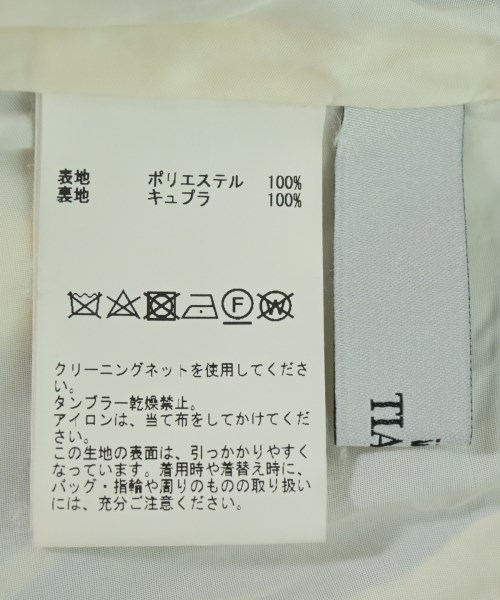 表地 ポリエステル 100%
裏地 キュプラ 100%
F W
クリーニングネットを使用してくださ
い。
タンブラー乾燥禁止。
アイロンは、当て布をしてかけてくだ
さい。
この生地の表面は、引っかかりやすく
なっています。着用時や着替え時に、
バッグ・指輪や周りのものの取り扱い
には、充分ご注意ください。
TIA